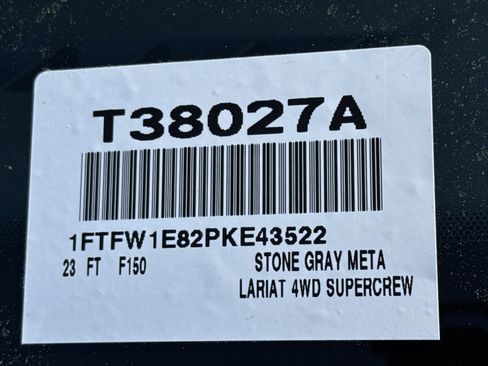 T38027A
1FTFW1E82PKE43522
23 FT F150 STONE GRAY META
LARIAT 4WD SUPERCREW